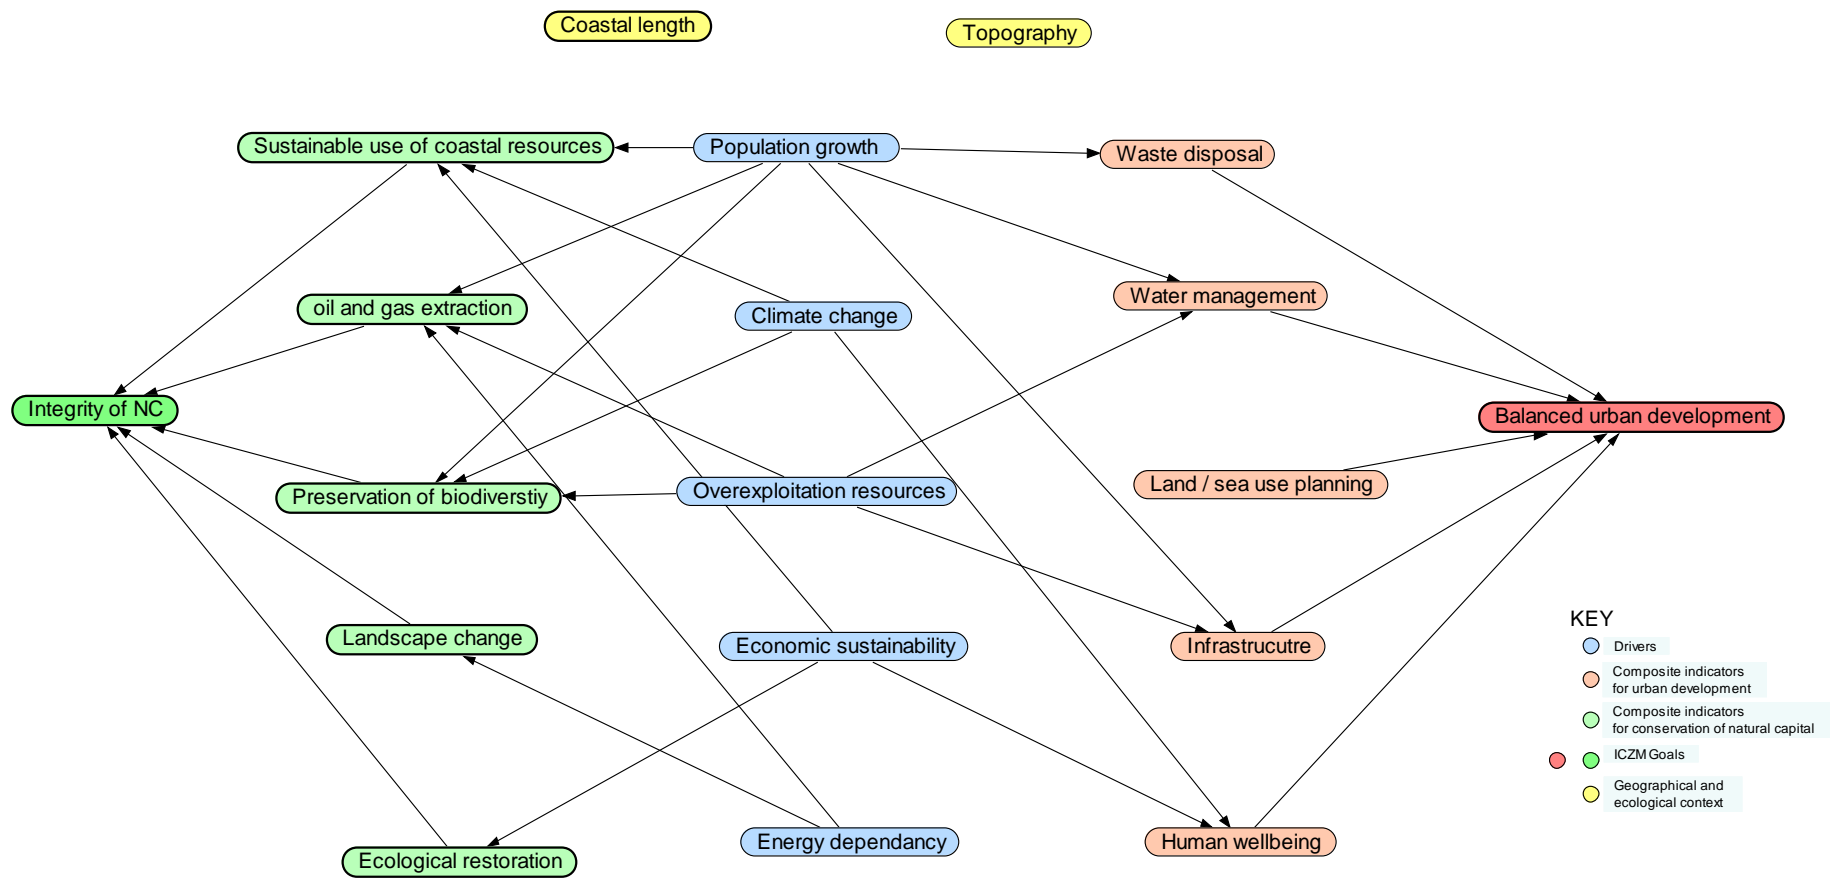 Coastal length
Topography
Sustainable use of coastal resources
Population growth
Waste disposal
oil and gas extraction
Climate change
Water management
Integrity of NC
Balanced urban development
Preservation of biodiverstiy
Overexploitation resources
Land / sea use planning
Landscape change
Economic sustainability
Infrastrucutre
Ecological restoration
Energy dependancy
Human wellbeing
KEY
Drivers
Composite indicators
for urban development
Composite indicators
for conservation of natural capital
ICZM Goals
Geographical and
ecological context